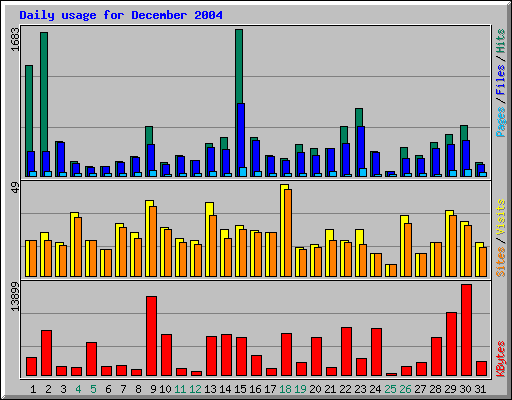 Daily usage for December 2004
1683
Pages / Files / Hits
49
Sites / Visits
13899
KBytes
1 2 3 4 5 6 7 8 9 10 11 12 13 14 15 16 17 18 19 20 21 22 23 24 25 26 27 28 29 30 31